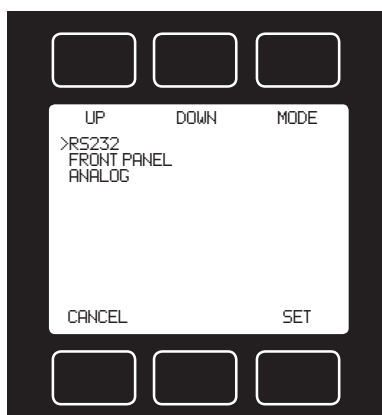 UP DOWN MODE
>RS232
FRONT PANEL
ANALOG
CANCEL SET